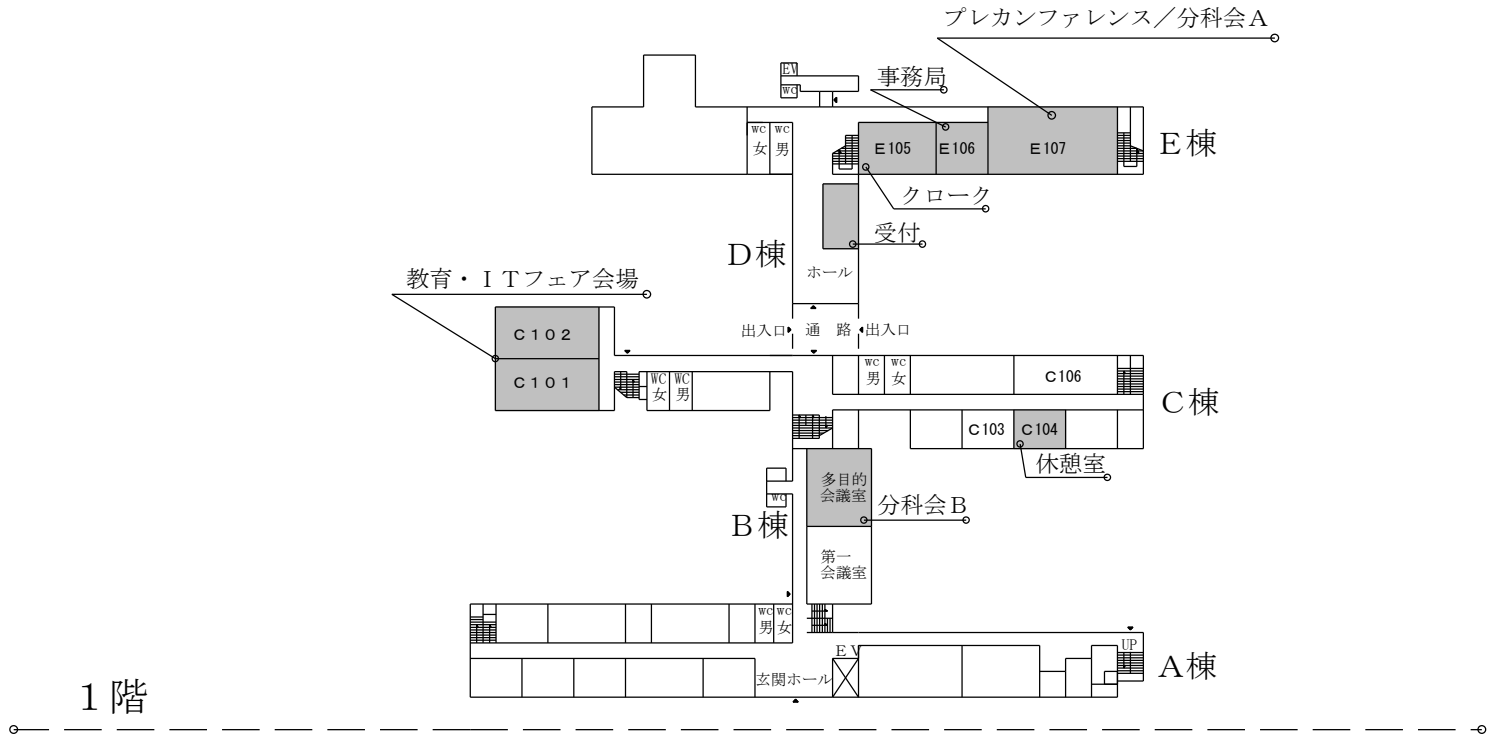 プレカンファレンス／分科会Ａ
EV
WC
事務局
WC
女
WC
男
Ｅ105
Ｅ106
Ｅ107
Ｅ棟
クローク
受付
Ｄ棟
ホール
教育・ＩＴフェア会場
Ｃ１０２
Ｃ１０１
出入口
通　路
出入口
WC
女
WC
男
WC
男
WC
女
Ｃ106
Ｃ棟
Ｃ103
Ｃ104
休憩室
多目的
会議室
WC
分科会Ｂ
Ｂ棟
第一
会議室
WC
男
WC
女
ＥＶ
UP
玄関ホール
Ａ棟
１階